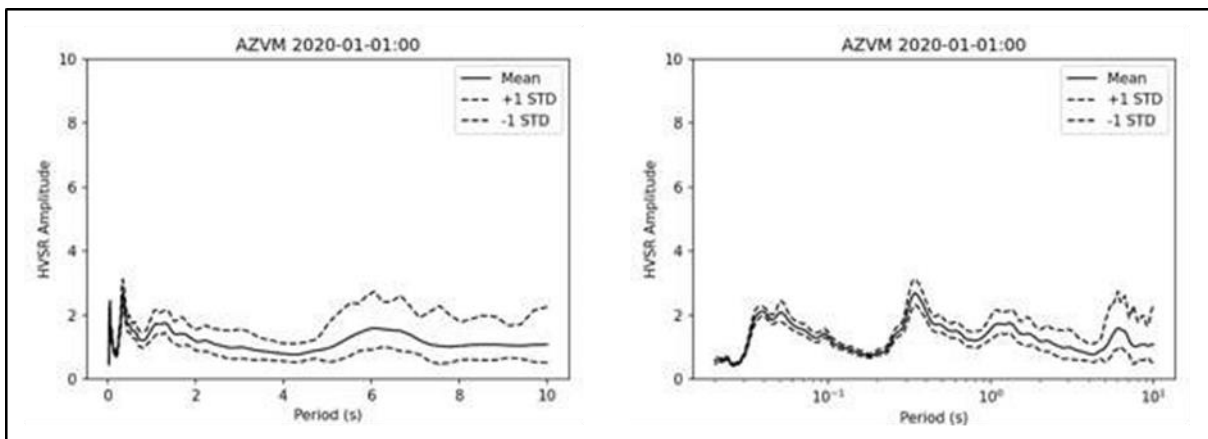 AZVM 2020-01-01:00
10
8
6
4
2
0
HVSR Amplitude
Mean
+1 STD
-1 STD
0 2 4 6 8 10
Period (s)
AZVM 2020-01-01:00
10
8
6
4
2
0
HVSR Amplitude
Mean
+1 STD
-1 STD
10⁻¹ 10⁰ 10¹
Period (s)